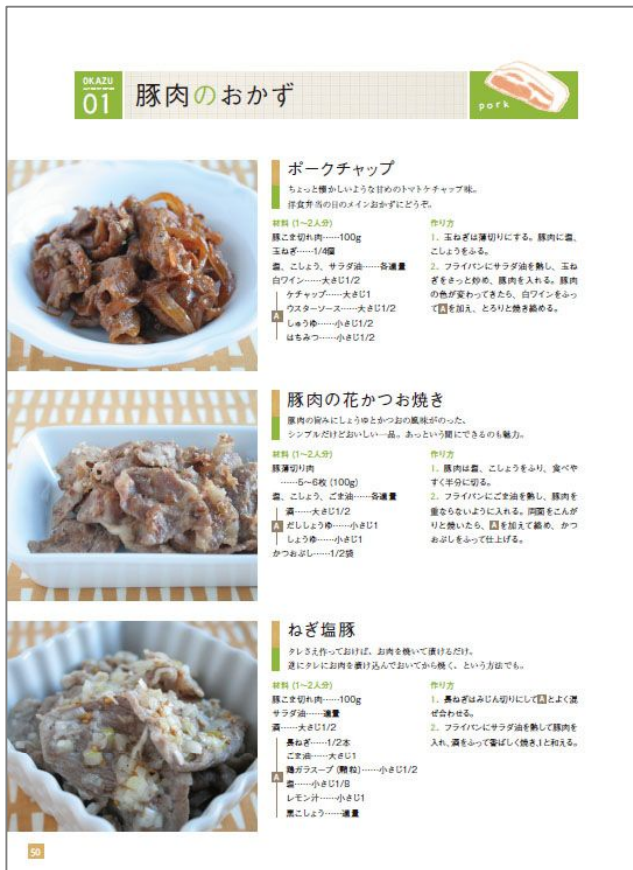 OKAZU
01
豚肉のおかず
pork
ポークチャップ
ちょっと懐かしいような甘めのトマトケチャップ味。
洋食弁当の日のメインおかずにどうぞ。
材料 (1〜2人分)
豚こま切れ肉……100g
玉ねぎ……1/4個
塩、こしょう、サラダ油……各適量
白ワイン……大さじ1/2
A
ケチャップ……大さじ1
ウスターソース……大さじ1/2
しょうゆ……小さじ1/2
はちみつ……小さじ1/2
作り方
1. 玉ねぎは薄切りにする。豚肉に塩、
こしょうをふる。
2. フライパンにサラダ油を熱し、玉ね
ぎをさっと炒め、豚肉を入れる。豚肉
の色が変わってきたら、白ワインをふっ
てAを加え、とろりと焼き絡める。
豚肉の花かつお焼き
豚肉の旨みにしょうゆとかつおの風味がのった、
シンプルだけどおいしい一品。あっという間にできるのも魅力。
材料 (1〜2人分)
豚薄切り肉
……5〜6枚 (100g)
塩、こしょう、ごま油……各適量
A
酒……大さじ1/2
だししょうゆ……小さじ1
しょうゆ……小さじ1
かつおぶし……1/2袋
作り方
1. 豚肉は塩、こしょうをふり、食べや
すく半分に切る。
2. フライパンにごま油を熱し、豚肉を
重ならないように入れる。両面をこんが
りと焼いたら、Aを加えて絡め、かつ
おぶしをふって仕上げる。
ねぎ塩豚
タレさえ作っておけば、お肉を焼いて漬けるだけ。
逆にタレにお肉を漬け込んでおいてから焼く、という方法でも。
材料 (1〜2人分)
豚こま切れ肉……100g
サラダ油……適量
酒……大さじ1/2
A
長ねぎ……1/2本
ごま油……大さじ1
鶏ガラスープ (顆粒)……小さじ1/2
塩……小さじ1/8
レモン汁……小さじ1
黒こしょう……適量
作り方
1. 長ねぎはみじん切りにしてAとよく混
ぜ合わせる。
2. フライパンにサラダ油を熱して豚肉を
入れ、酒をふって香ばしく焼き、1と和える。
50